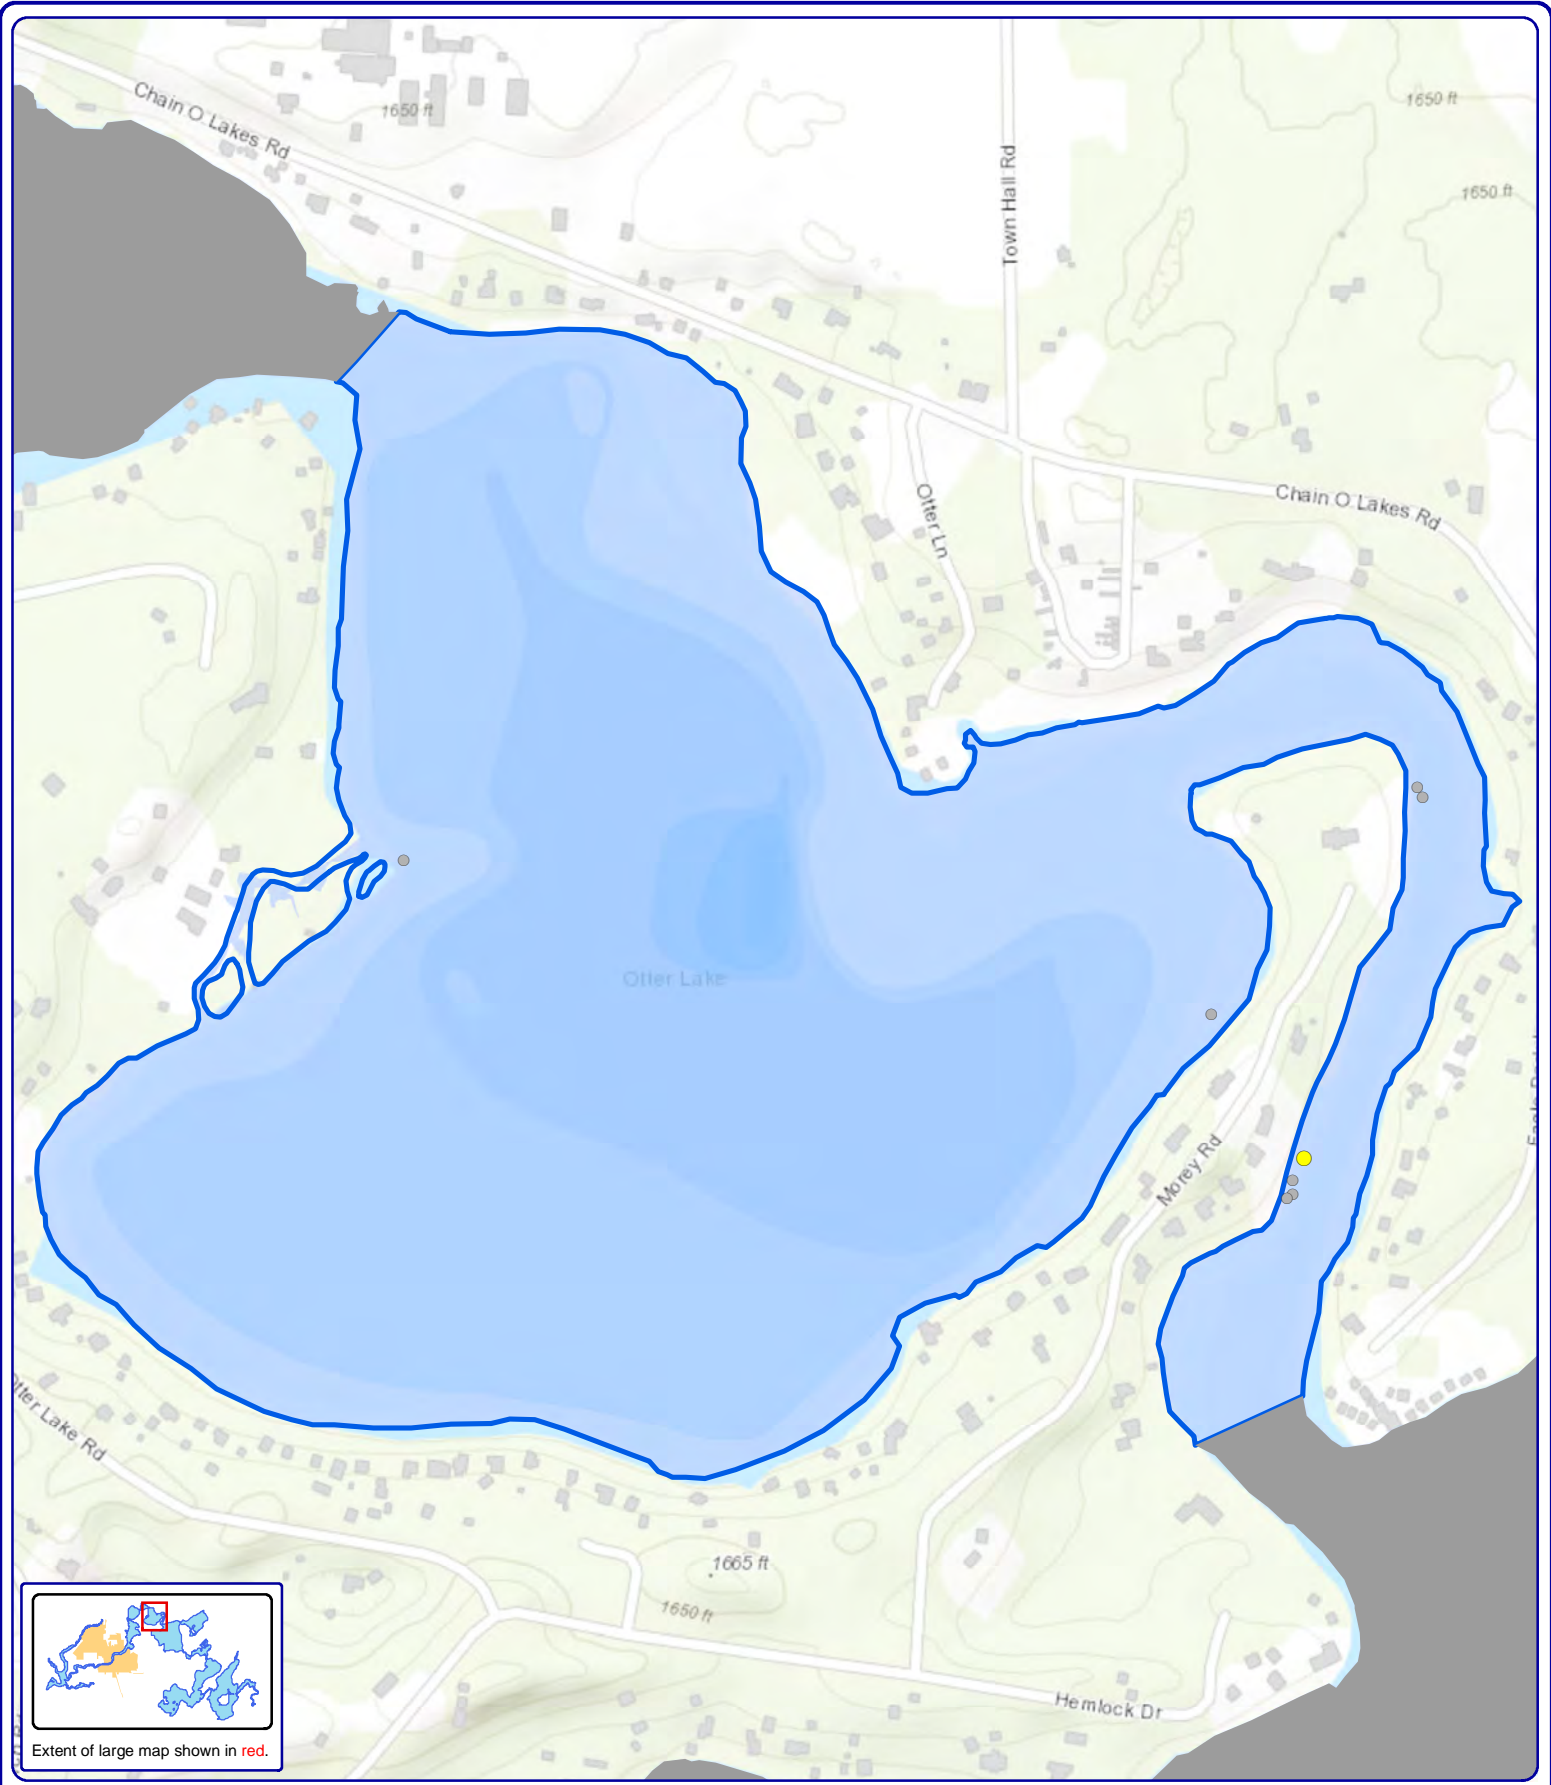 1650 ft
1650 ft
Chain O Lakes Rd
Town Hall Rd
1650 ft
Otter Ln
Chain O Lakes Rd
Otter Lake
Morey Rd
Otter Lake Rd
1665 ft
1650 ft
Hemlock Dr
Extent of large map shown in red.